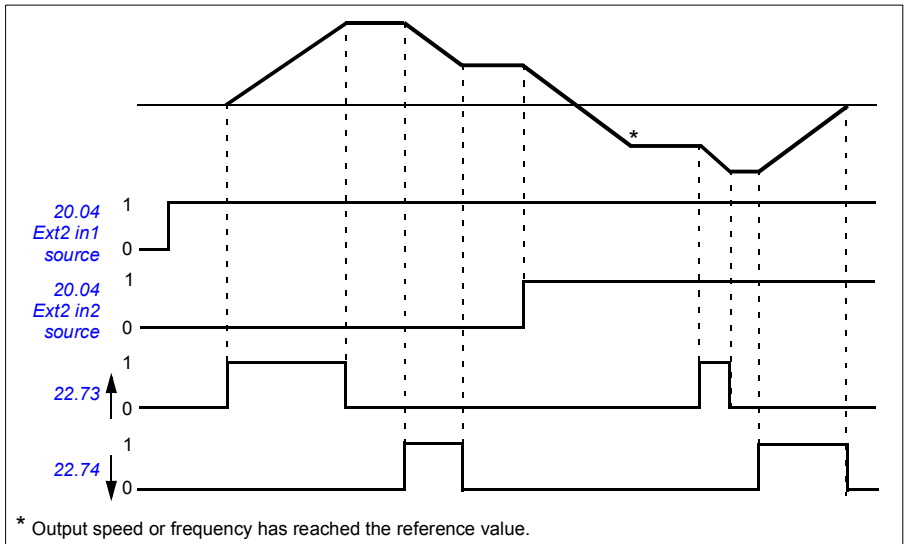 *
20.04
Ext2 in1
source
1
0
20.04
Ext2 in2
source
1
0
22.73
1
0
22.74
1
0
* Output speed or frequency has reached the reference value.